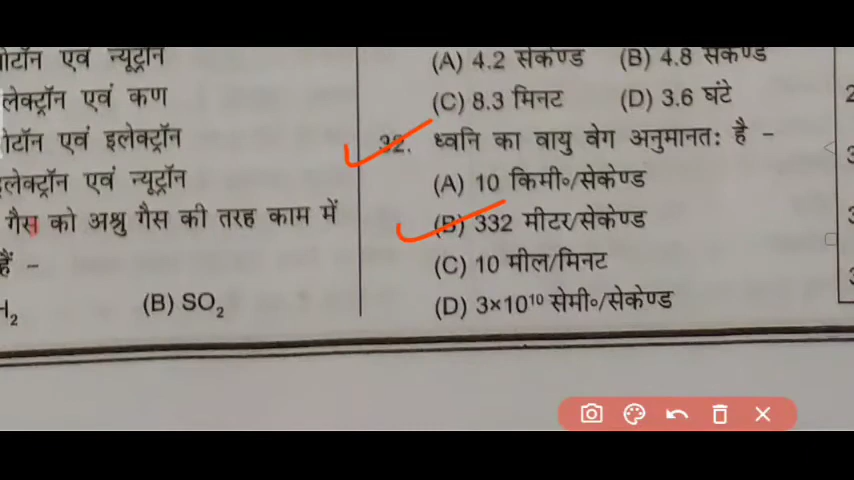 एवं न्यूट्रॉन
एवं कण
एवं इलेक्ट्रॉन
एवं न्यूट्रॉन
गैस को अश्रु गैस की तरह काम में
हैं –
(B) SO₂
(A) 4.2 सेकेण्ड (B) 4.8 सेकेण्ड
(C) 8.3 मिनट (D) 3.6 घंटे
32. ध्वनि का वायु वेग अनुमानतः है –
(A) 10 किमी०/सेकेण्ड
(B) 332 मीटर/सेकेण्ड
(C) 10 मील/मिनट
(D) 3×10¹⁰ सेमी०/सेकेण्ड